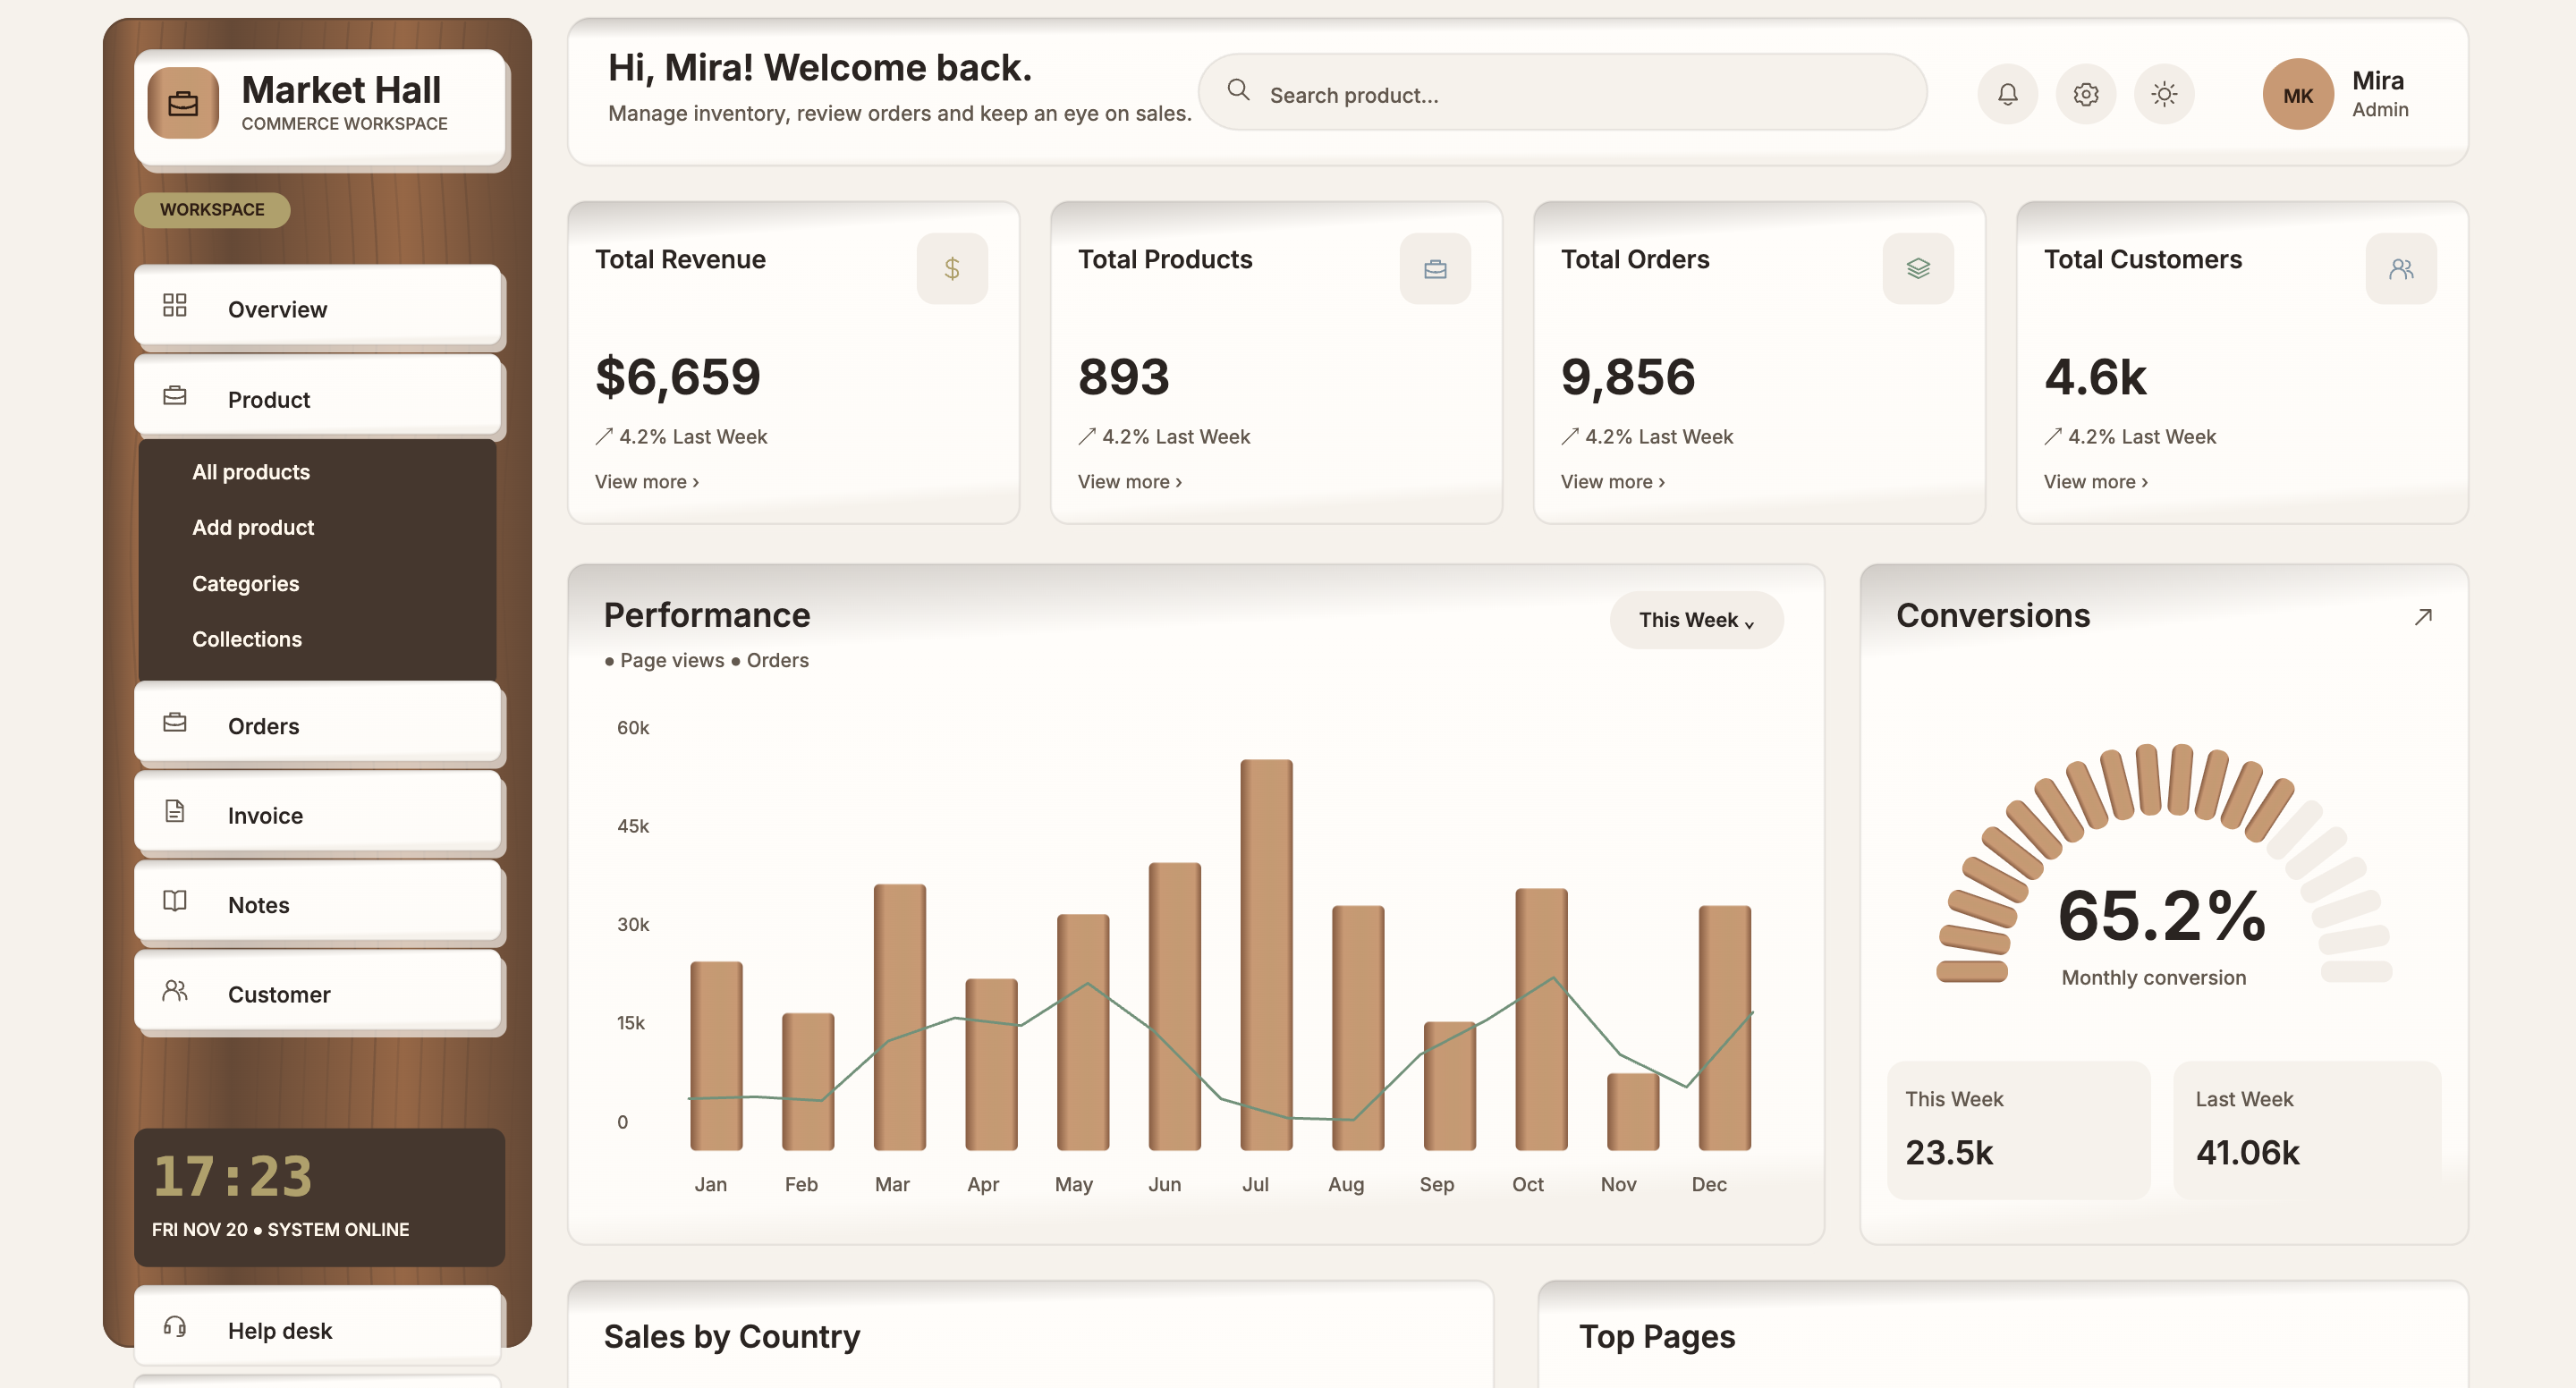 Market Hall
COMMERCE WORKSPACE
WORKSPACE
Overview
Product
All products
Add product
Categories
Collections
Orders
Invoice
Notes
Customer
17:23
FRI NOV 20 ● SYSTEM ONLINE
Help desk
Hi, Mira! Welcome back.
Manage inventory, review orders and keep an eye on sales.
Search product...
MK
Mira
Admin
Total Revenue
$6,659
↗ 4.2% Last Week
View more ›
Total Products
893
↗ 4.2% Last Week
View more ›
Total Orders
9,856
↗ 4.2% Last Week
View more ›
Total Customers
4.6k
↗ 4.2% Last Week
View more ›
Performance
● Page views ● Orders
This Week
60k
45k
30k
15k
0
Jan Feb Mar Apr May Jun Jul Aug Sep Oct Nov Dec
Conversions
65.2%
Monthly conversion
This Week
23.5k
Last Week
41.06k
Sales by Country
Top Pages